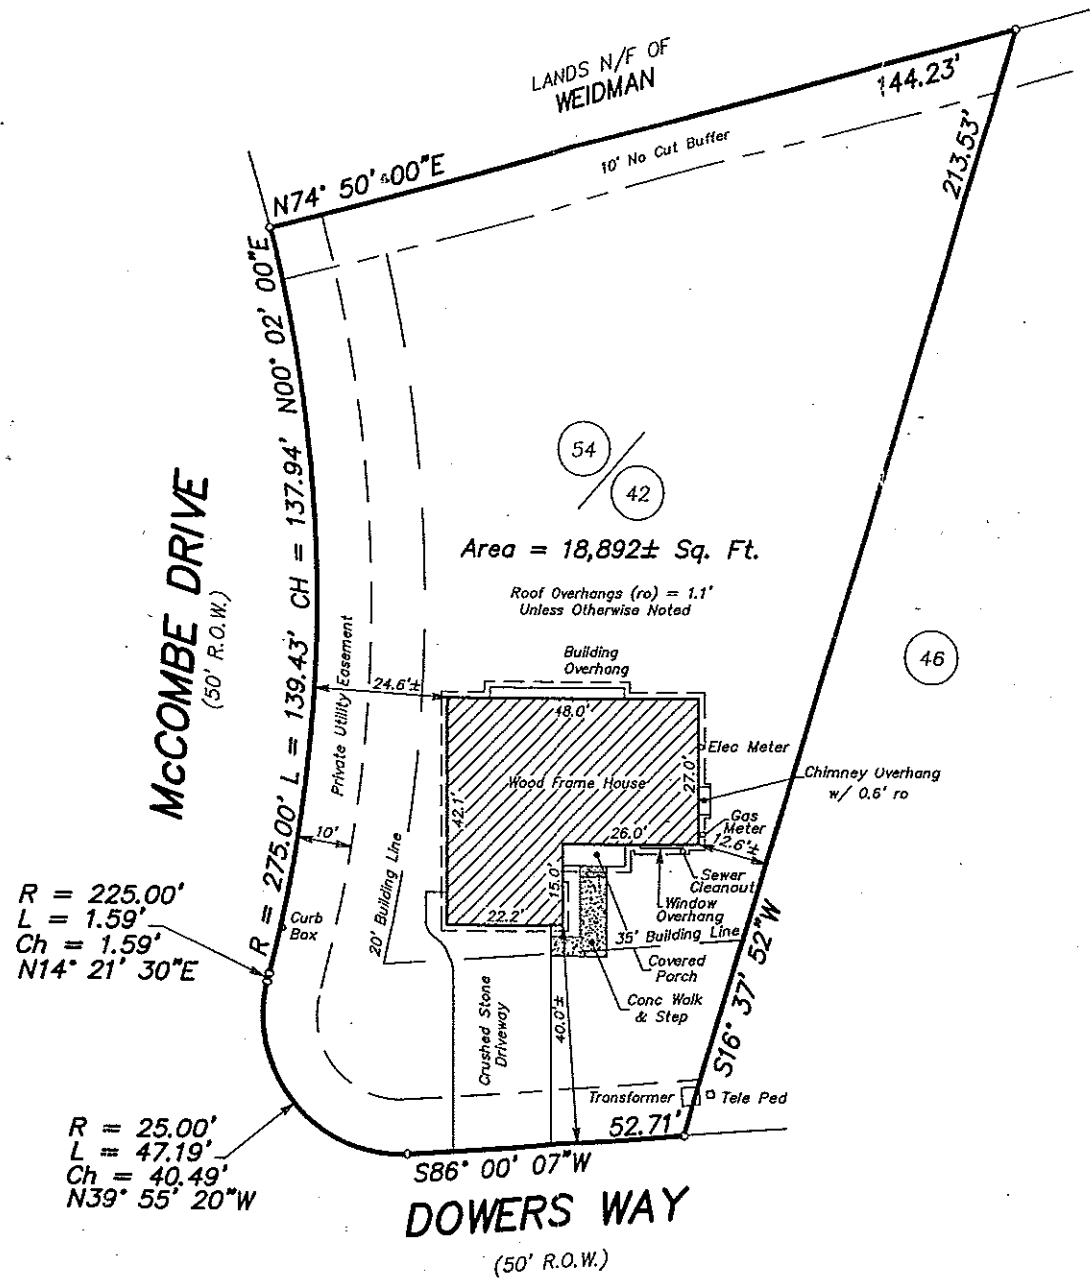 LANDS N/F OF
WEIDMAN
144.23'
10' No Cut Buffer
N74° 50' 00"E
213.53'
R = 275.00' L = 139.43' CH = 137.94' N00° 02' 00"E
McCOMBE DRIVE
(50' R.O.W.)
54
42
Area = 18,892± Sq. Ft.
Roof Overhangs (ro) = 1.1'
Unless Otherwise Noted
46
Building
Overhang
Private Utility Easement
24.6'±
48.0'
Elec Meter
Wood Frame House
27.0'
Chimney Overhang
w/ 0.6' ro
42.1'
Gas
Meter
26.0'
12.6'±
10'
Sewer
Cleanout
15.0'
Window
Overhang
22.2'
35' Building Line
20' Building Line
Covered
Porch
Conc Walk
& Step
Curb
Box
R = 225.00'
L = 1.59'
Ch = 1.59'
N14° 21' 30"E
S16° 37' 52"W
Crushed Stone
Driveway
40.0'±
Transformer
Tele Ped
52.71'
R = 25.00'
L = 47.19'
Ch = 40.49'
N39° 55' 20"W
S86° 00' 07"W
DOWERS WAY
(50' R.O.W.)